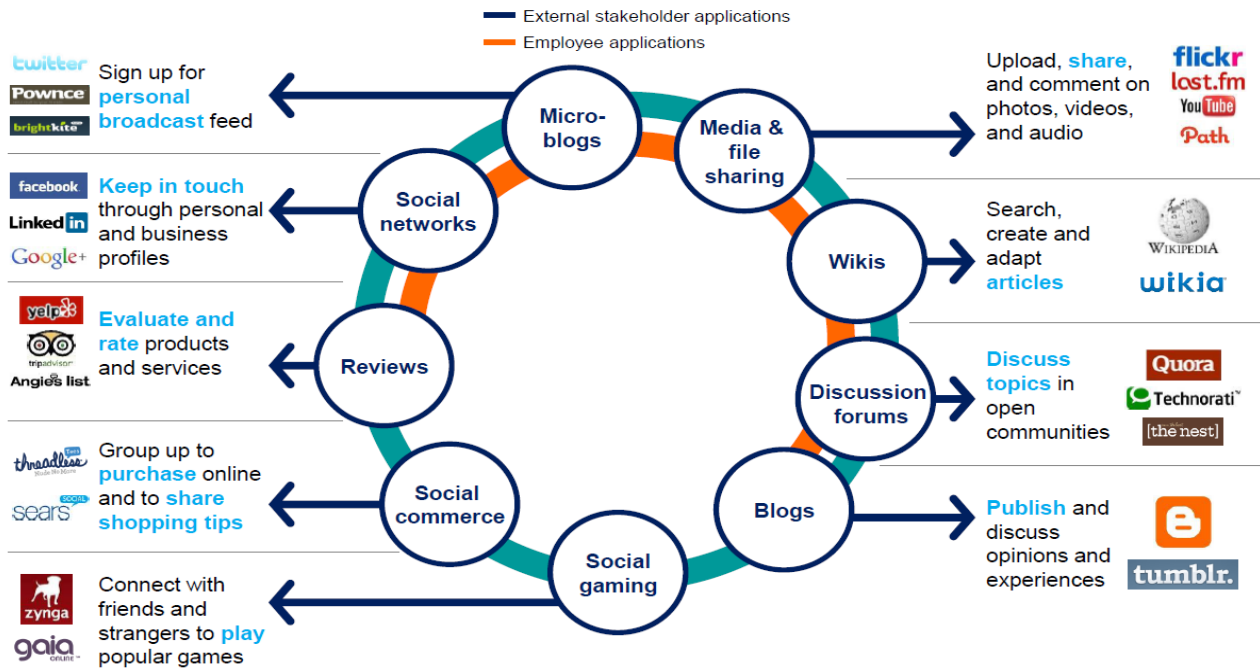 External stakeholder applications
Employee applications
twitter
Pownce
brightkite
Sign up for
personal
broadcast feed
facebook
Linked in
Google+
Keep in touch
through personal
and business
profiles
yelp
tripadvisor
Angie's list
Evaluate and
rate products
and services
threadless
sears
SOCIAL
Group up to
purchase online
and to share
shopping tips
zynga
gaia
ONLINE
Connect with
friends and
strangers to play
popular games
Micro-
blogs
Media &
file
sharing
Social
networks
Wikis
Reviews
Discussion
forums
Social
commerce
Blogs
Social
gaming
Upload, share,
and comment on
photos, videos,
and audio
flickr
lost.fm
YouTube
Path
Search,
create and
adapt
articles
WIKIPEDIA
wikia
Discuss
topics in
open
communities
Quora
Technorati™
[the nest]
Publish and
discuss
opinions and
experiences
tumblr.